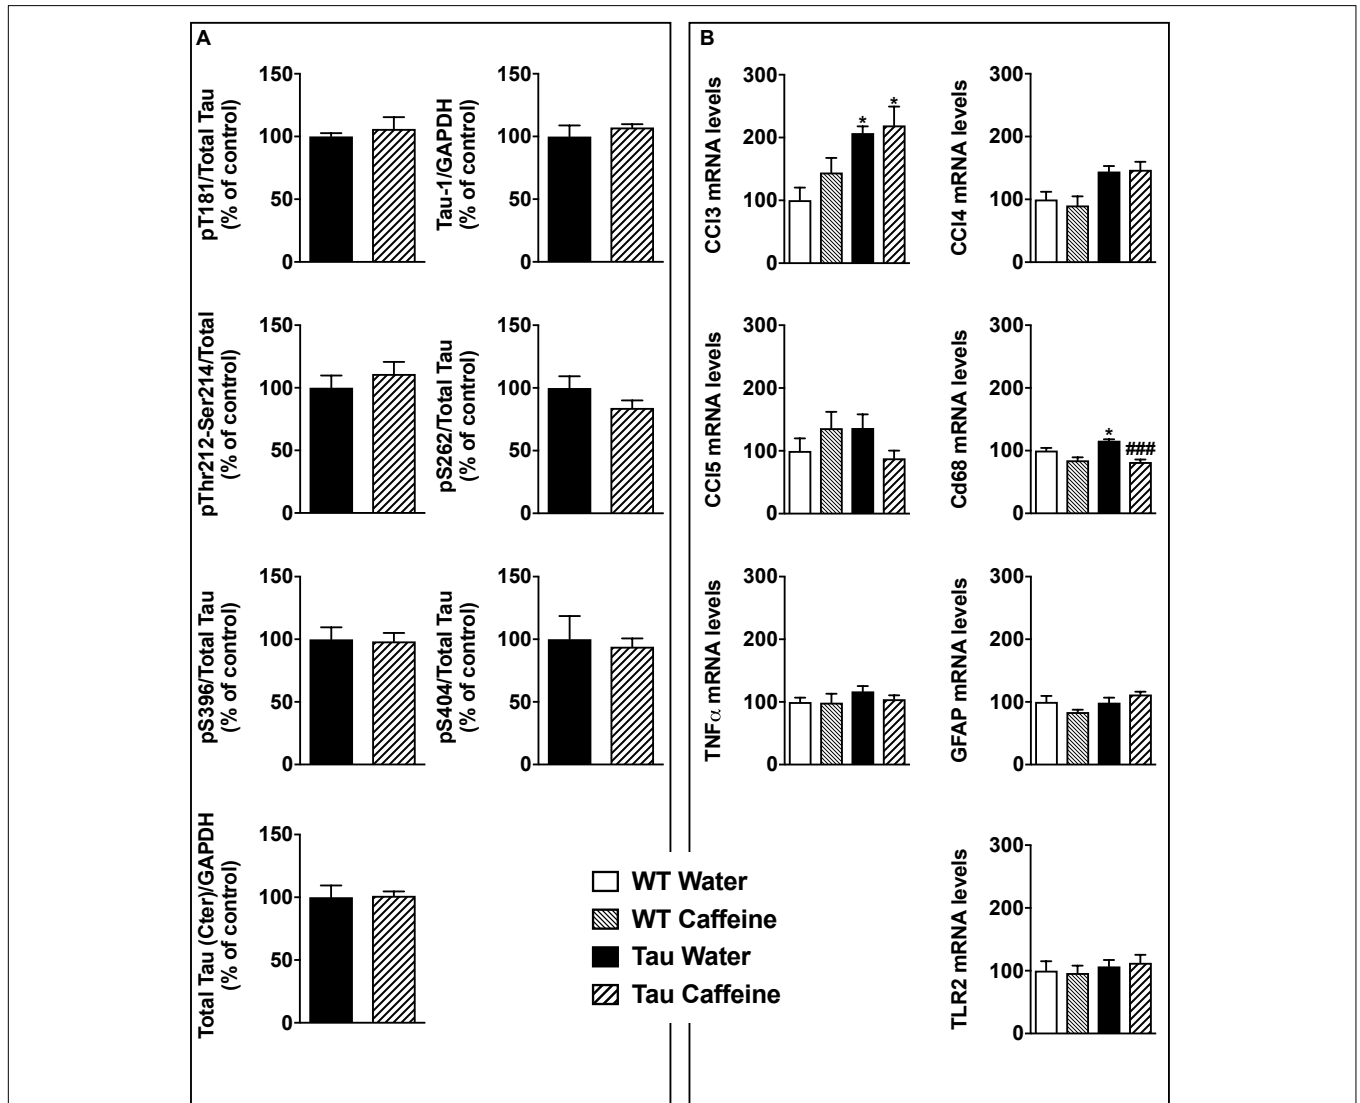 A
150
100
50
0
pT181/Total Tau
(% of control)
150
100
50
0
Tau-1/GAPDH
(% of control)
150
100
50
0
pThr212-Ser214/Total
(% of control)
150
100
50
0
pS262/Total Tau
(% of control)
150
100
50
0
pS396/Total Tau
(% of control)
150
100
50
0
pS404/Total Tau
(% of control)
150
100
50
0
Total Tau (Cter)/GAPDH
(% of control)
B
300
200
100
0
CCl3 mRNA levels
*
*
300
200
100
0
CCl4 mRNA levels
300
200
100
0
CCl5 mRNA levels
300
200
100
0
Cd68 mRNA levels
*
###
300
200
100
0
TNFα mRNA levels
300
200
100
0
GFAP mRNA levels
300
200
100
0
TLR2 mRNA levels
WT Water
WT Caffeine
Tau Water
Tau Caffeine